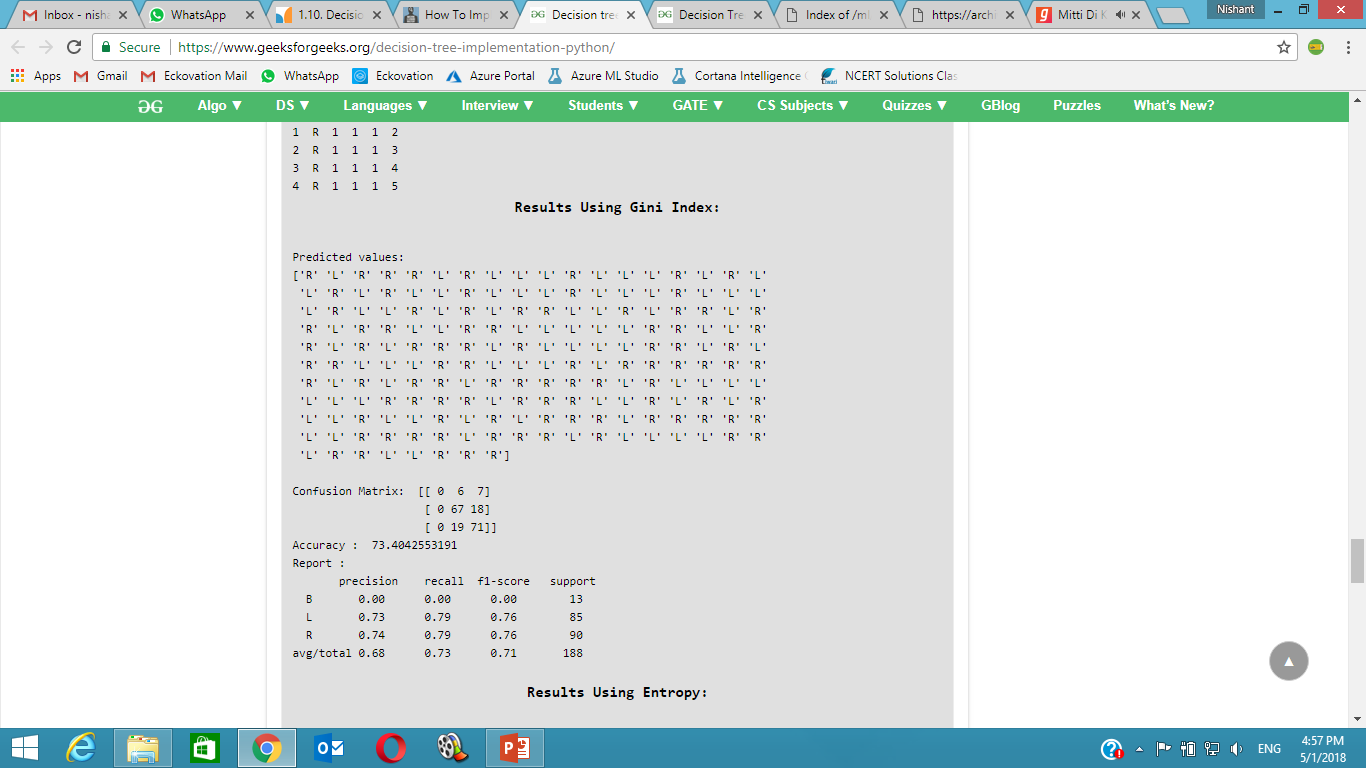 Inbox - nish
WhatsApp
1.10. Decisio
How To Imp
Decision tree
Decision Tre
Index of /ml
https://archi
Mitti Di K
Nishant
Secure
https://www.geeksforgeeks.org/decision-tree-implementation-python/
Apps
Gmail
Eckovation Mail
WhatsApp
Eckovation
Azure Portal
Azure ML Studio
Cortana Intelligence
NCERT Solutions Clas
Algo ▼ DS ▼ Languages ▼ Interview ▼ Students ▼ GATE ▼ CS Subjects ▼ Quizzes ▼ GBlog Puzzles What's New?
1 R 1 1 1 2
2 R 1 1 1 3
3 R 1 1 1 4
4 R 1 1 1 5
Results Using Gini Index:
Predicted values:
['R' 'L' 'R' 'R' 'R' 'L' 'R' 'L' 'L' 'L' 'R' 'L' 'L' 'L' 'R' 'L' 'R' 'L'
'L' 'R' 'L' 'R' 'L' 'L' 'R' 'L' 'L' 'L' 'R' 'L' 'L' 'L' 'R' 'L' 'L' 'L'
'L' 'R' 'L' 'L' 'R' 'L' 'R' 'L' 'R' 'R' 'L' 'L' 'R' 'L' 'R' 'R' 'L' 'R'
'R' 'L' 'R' 'R' 'L' 'L' 'R' 'R' 'L' 'L' 'L' 'L' 'L' 'R' 'R' 'L' 'L' 'R'
'R' 'L' 'R' 'L' 'R' 'R' 'R' 'L' 'R' 'L' 'L' 'L' 'L' 'R' 'R' 'L' 'R' 'L'
'R' 'R' 'L' 'L' 'L' 'R' 'R' 'L' 'L' 'L' 'R' 'L' 'R' 'R' 'R' 'R' 'R' 'R'
'R' 'L' 'R' 'L' 'R' 'R' 'L' 'R' 'R' 'R' 'R' 'R' 'L' 'R' 'L' 'L' 'L' 'L'
'L' 'L' 'L' 'R' 'R' 'R' 'R' 'L' 'R' 'R' 'R' 'L' 'L' 'R' 'L' 'R' 'L' 'R'
'L' 'L' 'R' 'L' 'L' 'R' 'L' 'R' 'L' 'R' 'R' 'R' 'L' 'R' 'R' 'R' 'R' 'R'
'L' 'L' 'R' 'R' 'R' 'R' 'L' 'R' 'R' 'R' 'L' 'R' 'L' 'L' 'L' 'L' 'R' 'R'
'L' 'R' 'R' 'L' 'L' 'R' 'R' 'R']
Confusion Matrix: [[ 0 6 7]
[ 0 67 18]
[ 0 19 71]]
Accuracy : 73.4042553191
Report :
precision recall f1-score support
B 0.00 0.00 0.00 13
L 0.73 0.79 0.76 85
R 0.74 0.79 0.76 90
avg/total 0.68 0.73 0.71 188
Results Using Entropy:
ENG
4:57 PM
5/1/2018